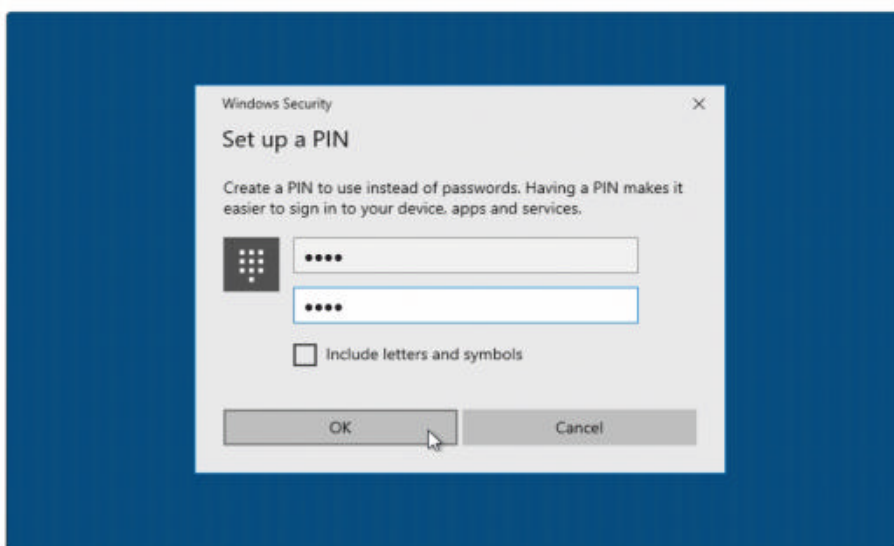 Windows Security
Set up a PIN
Create a PIN to use instead of passwords. Having a PIN makes it
easier to sign in to your device, apps and services.
••••
••••
Include letters and symbols
OK
Cancel